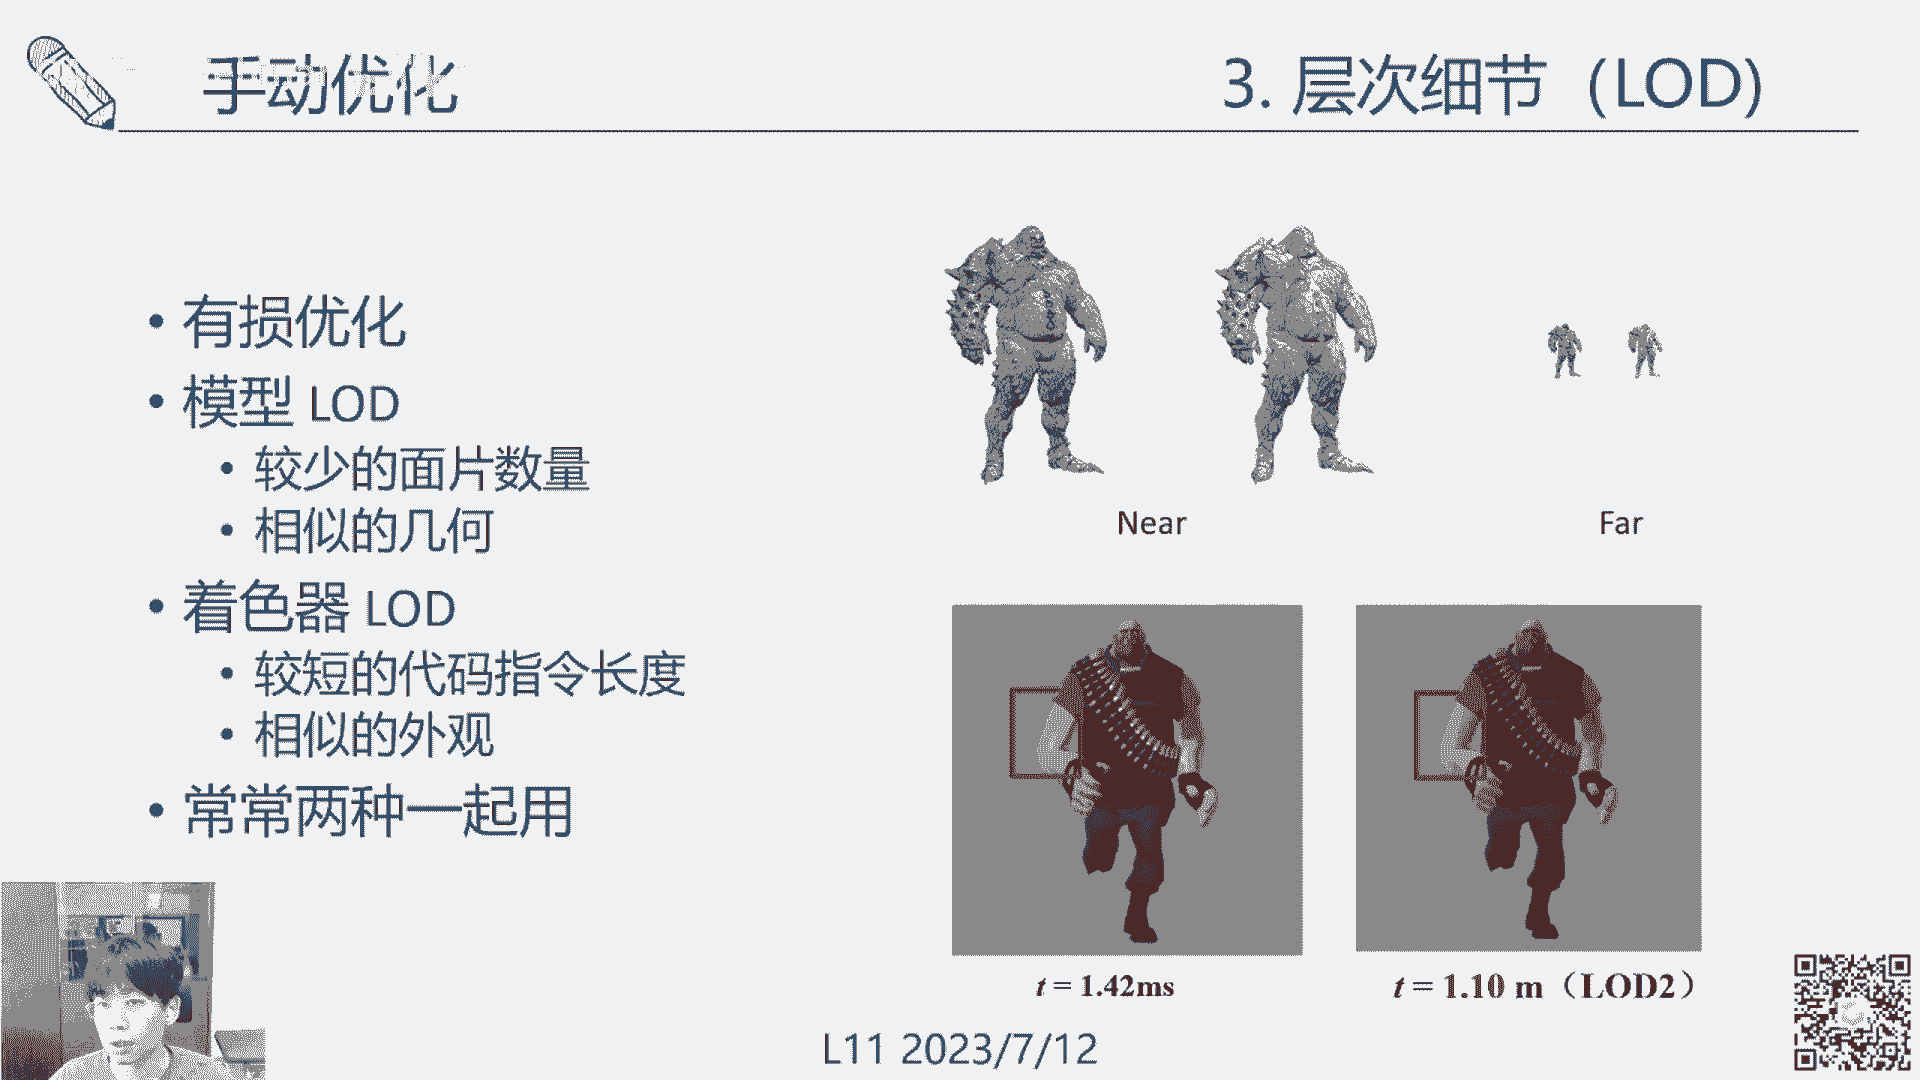 手动优化
3. 层次细节（LOD)
• 有损优化
• 模型 LOD
• 较少的面片数量
• 相似的几何
• 着色器 LOD
• 较短的代码指令长度
• 相似的外观
• 常常两种一起用
Near
Far
t = 1.42ms
t = 1.10 m（LOD2）
L11 2023/7/12